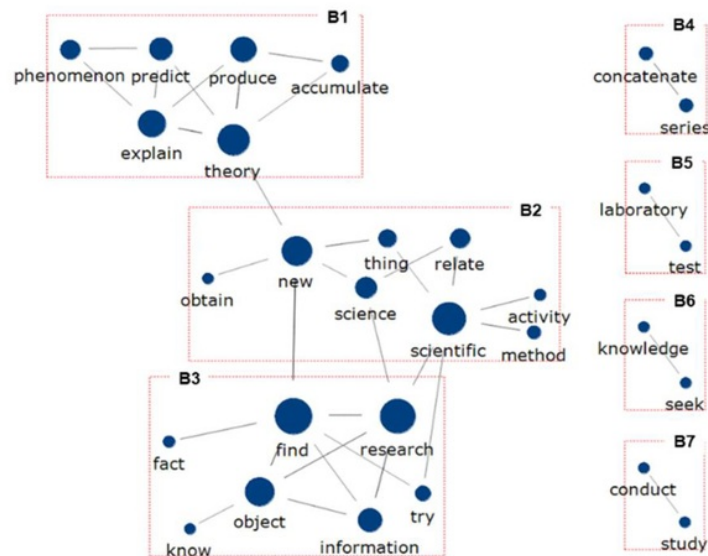 B1
phenomenon predict produce accumulate
explain theory
B2
new thing relate
obtain science activity
scientific method
B3
find research
fact
object try
know information
B4
concatenate
series
B5
laboratory
test
B6
knowledge
seek
B7
conduct
study